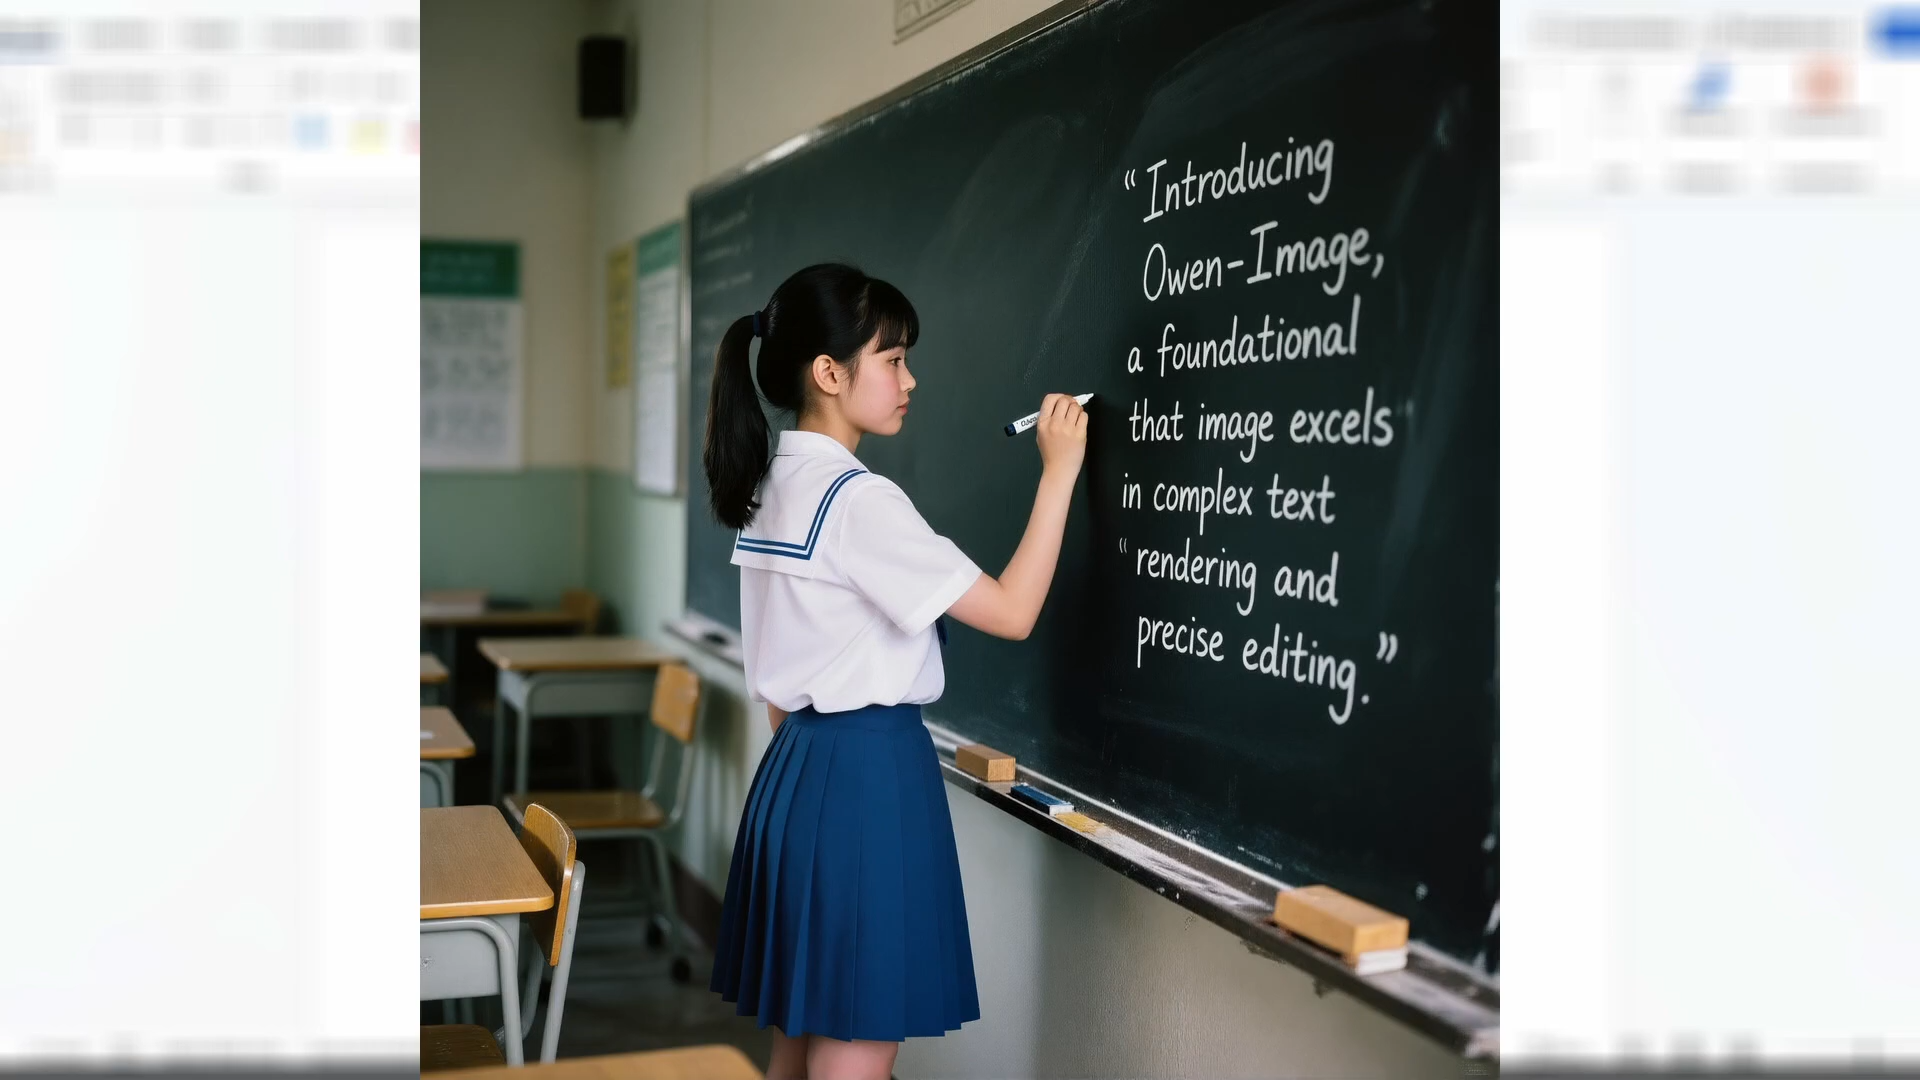 “Introducing
Owen-Image,
a foundational
that image excels
in complex text
“rendering and
precise editing.”